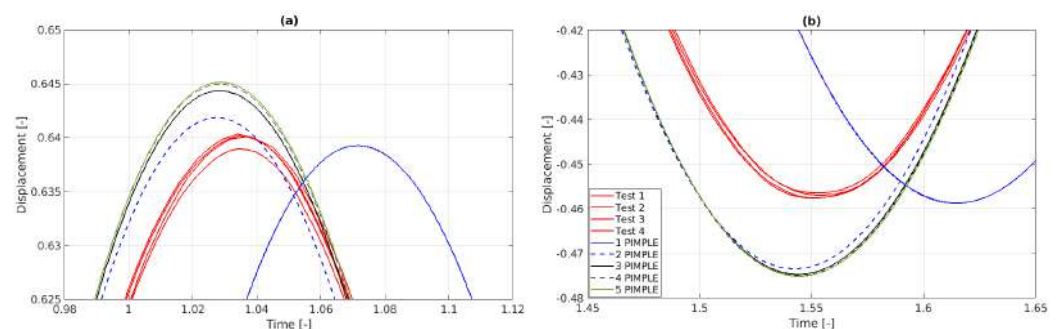 (a)
0.65
0.645
0.64
0.635
0.63
0.625
Displacement [-]
0.98
1
1.02
1.04
1.06
1.08
1.1
1.12
Time [-]
(b)
-0.42
-0.43
-0.44
-0.45
-0.46
-0.47
-0.48
Displacement [-]
Test 1
Test 2
Test 3
Test 4
1 PIMPLE
2 PIMPLE
3 PIMPLE
4 PIMPLE
5 PIMPLE
1.45
1.5
1.55
1.6
1.65
Time [-]